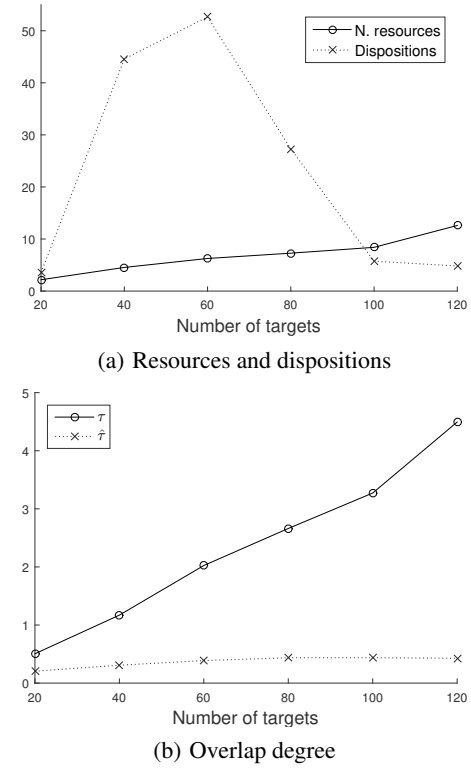 50
40
30
20
10
0
N. resources
Dispositions
20 40 60 80 100 120
Number of targets
(a) Resources and dispositions
5
4
3
2
1
0
τ
τ̂
20 40 60 80 100 120
Number of targets
(b) Overlap degree